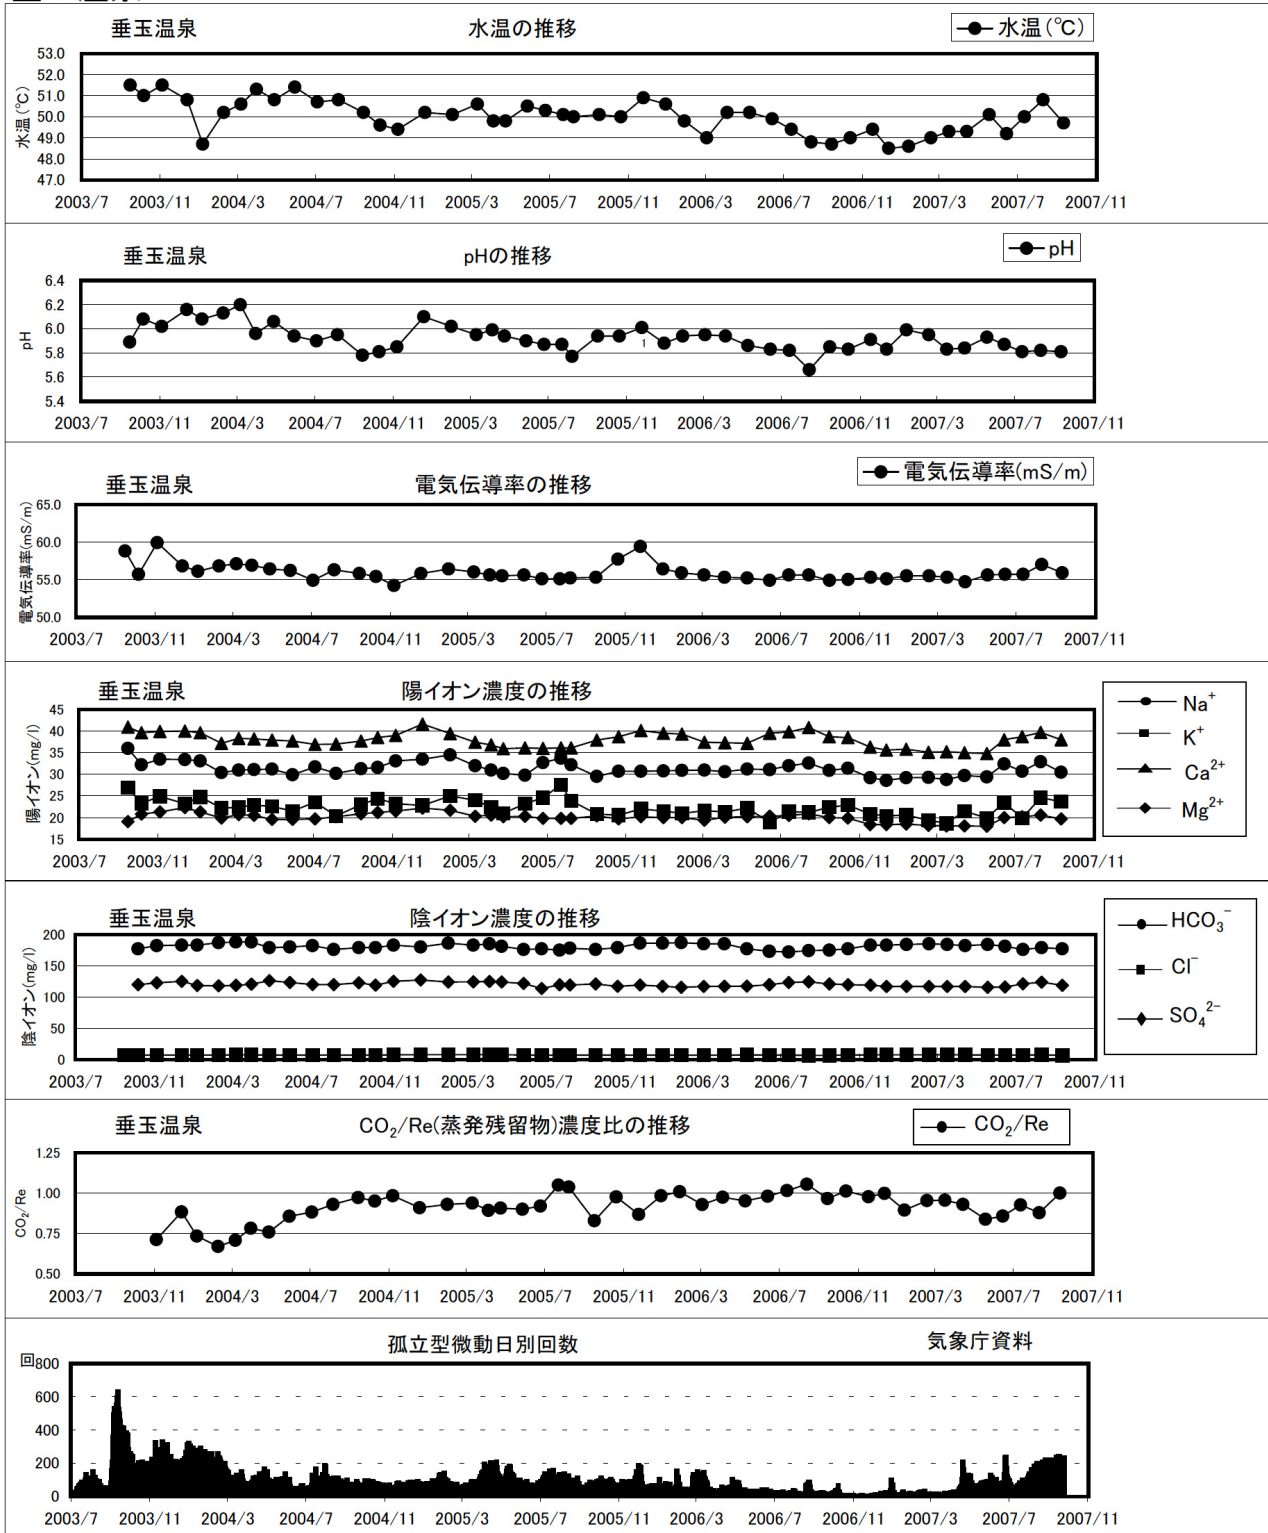 垂玉温泉 水温の推移 水温(℃)
水温(℃)
53.0
52.0
51.0
50.0
49.0
48.0
47.0
2003/7 2003/11 2004/3 2004/7 2004/11 2005/3 2005/7 2005/11 2006/3 2006/7 2006/11 2007/3 2007/7 2007/11
垂玉温泉 pHの推移 pH
pH
6.4
6.2
6.0
5.8
5.6
5.4
1
2003/7 2003/11 2004/3 2004/7 2004/11 2005/3 2005/7 2005/11 2006/3 2006/7 2006/11 2007/3 2007/7 2007/11
垂玉温泉 電気伝導率の推移 電気伝導率(mS/m)
電気伝導率(mS/m)
65.0
60.0
55.0
50.0
2003/7 2003/11 2004/3 2004/7 2004/11 2005/3 2005/7 2005/11 2006/3 2006/7 2006/11 2007/3 2007/7 2007/11
垂玉温泉 陽イオン濃度の推移
陽イオン(mg/l)
45
40
35
30
25
20
15
Na⁺
K⁺
Ca²⁺
Mg²⁺
2003/7 2003/11 2004/3 2004/7 2004/11 2005/3 2005/7 2005/11 2006/3 2006/7 2006/11 2007/3 2007/7 2007/11
垂玉温泉 陰イオン濃度の推移
陰イオン(mg/l)
200
150
100
50
0
HCO₃⁻
Cl⁻
SO₄²⁻
2003/7 2003/11 2004/3 2004/7 2004/11 2005/3 2005/7 2005/11 2006/3 2006/7 2006/11 2007/3 2007/7 2007/11
垂玉温泉 CO₂/Re(蒸発残留物)濃度比の推移 CO₂/Re
CO₂/Re
1.25
1.00
0.75
0.50
2003/7 2003/11 2004/3 2004/7 2004/11 2005/3 2005/7 2005/11 2006/3 2006/7 2006/11 2007/3 2007/7 2007/11
孤立型微動日別回数 気象庁資料
回
800
600
400
200
0
2003/7 2003/11 2004/3 2004/7 2004/11 2005/3 2005/7 2005/11 2006/3 2006/7 2006/11 2007/3 2007/7 2007/11